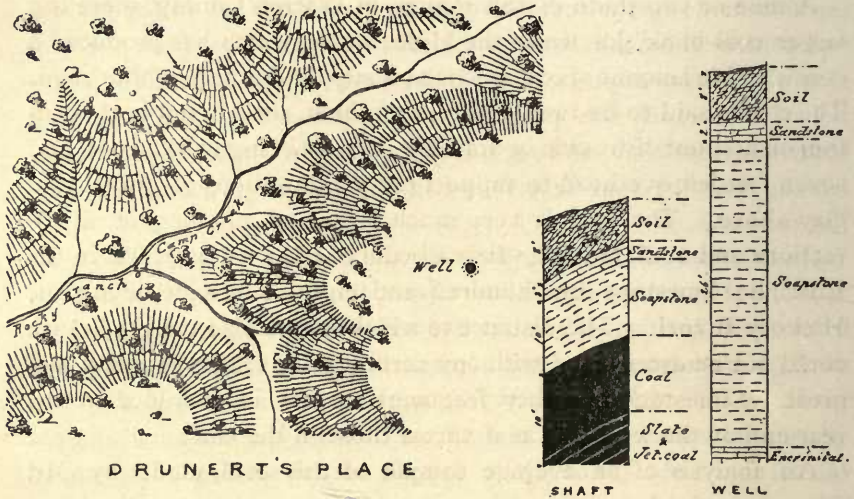 Camp Creek
Rocky Branch
Shaft
Well
DRUNERT'S PLACE
Soil
Sandstone
Soapstone
Coal
Slate
Jet. coal
SHAFT
Soil
Sandstone
Soapstone
Encrinital.
WELL